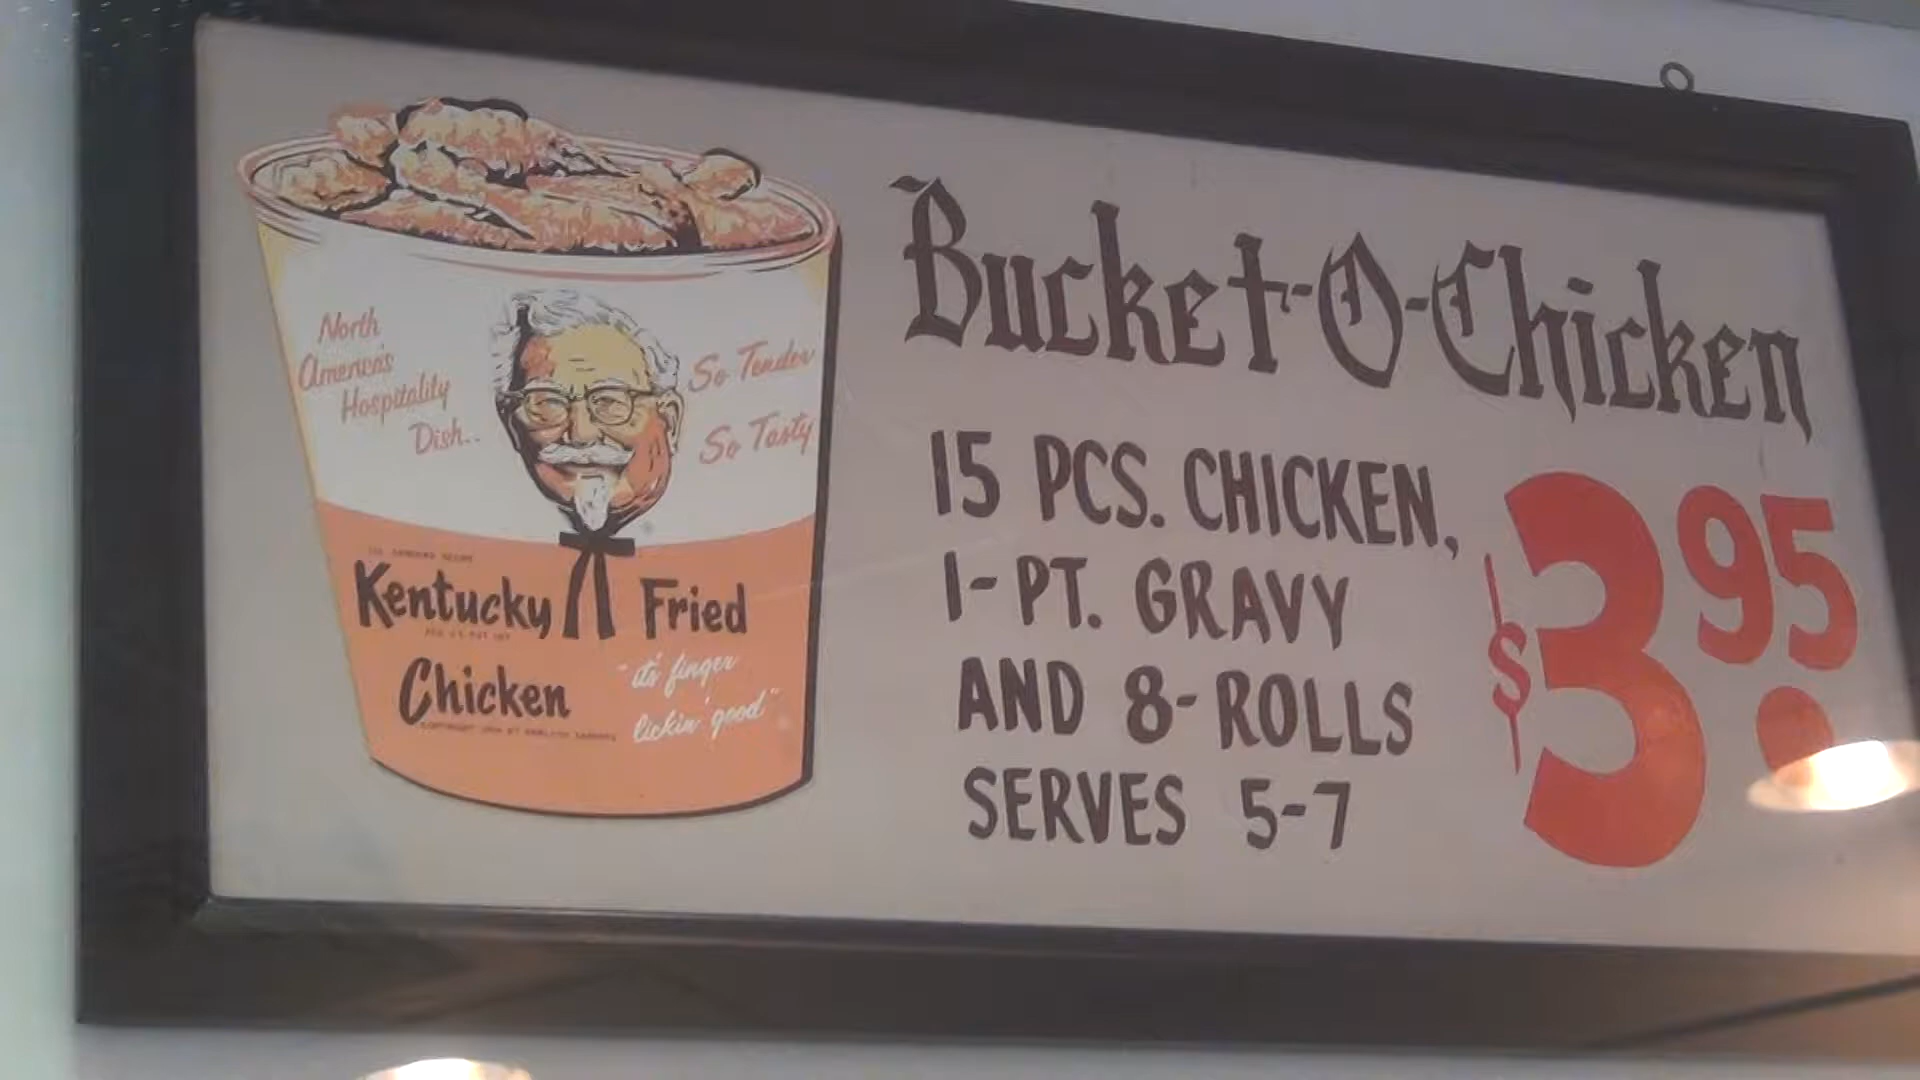 North
America's
Hospitality
Dish..
So Tender
So Tasty
Kentucky Fried
Chicken
"it's finger
lickin' good"
Bucket-O-Chicken
15 PCS. CHICKEN,
1-PT. GRAVY
AND 8-ROLLS
SERVES 5-7
$3.95